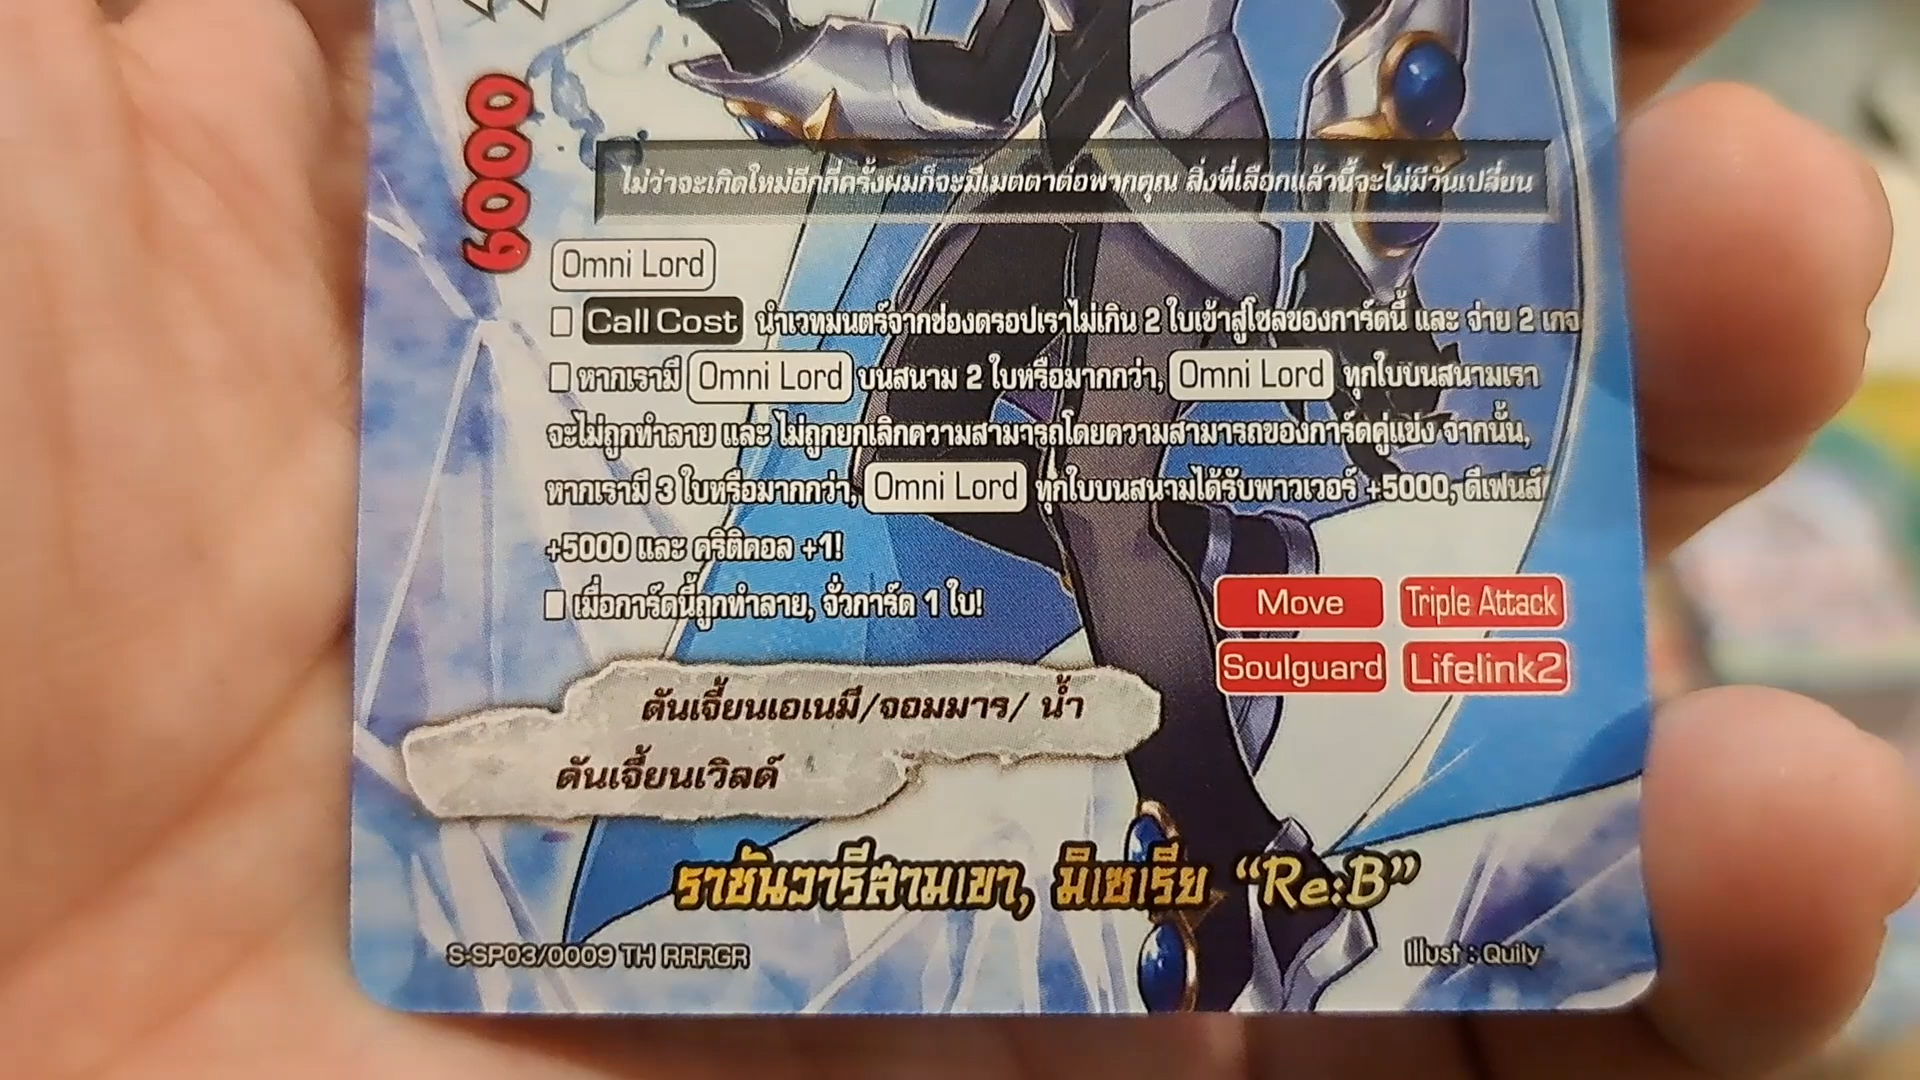 6000
ไม่ว่าจะเกิดใหม่อีกกี่ครั้งผมก็จะมีเมตตาต่อพวกคุณ สิ่งที่เลือกแล้วนี้จะไม่มีวันเปลี่ยน
Omni Lord
Call Cost นำเวทมนตร์จากช่องดรอปเราไม่เกิน 2 ใบเข้าสู่โซลของการ์ดนี้ และ จ่าย 2 เกจ
หากเรามี Omni Lord บนสนาม 2 ใบหรือมากกว่า, Omni Lord ทุกใบบนสนามเรา
จะไม่ถูกทำลาย และ ไม่ถูกยกเลิกความสามารถโดยความสามารถของการ์ดคู่แข่ง จากนั้น,
หากเรามี 3 ใบหรือมากกว่า, Omni Lord ทุกใบบนสนามได้รับพาวเวอร์ +5000, ดีเฟนส์
+5000 และ คริติคอล +1!
เมื่อการ์ดนี้ถูกทำลาย, จั่วการ์ด 1 ใบ!
Move Triple Attack
Soulguard Lifelink2
ดันเจี้ยนเอเนมี/จอมมาร/ น้ำ
ดันเจี้ยนเวิลด์
ราชันวารีสามเขา, มิเซเรีย “Re:B”
S-SP03/0009 TH RRRGR
Illust : Quily